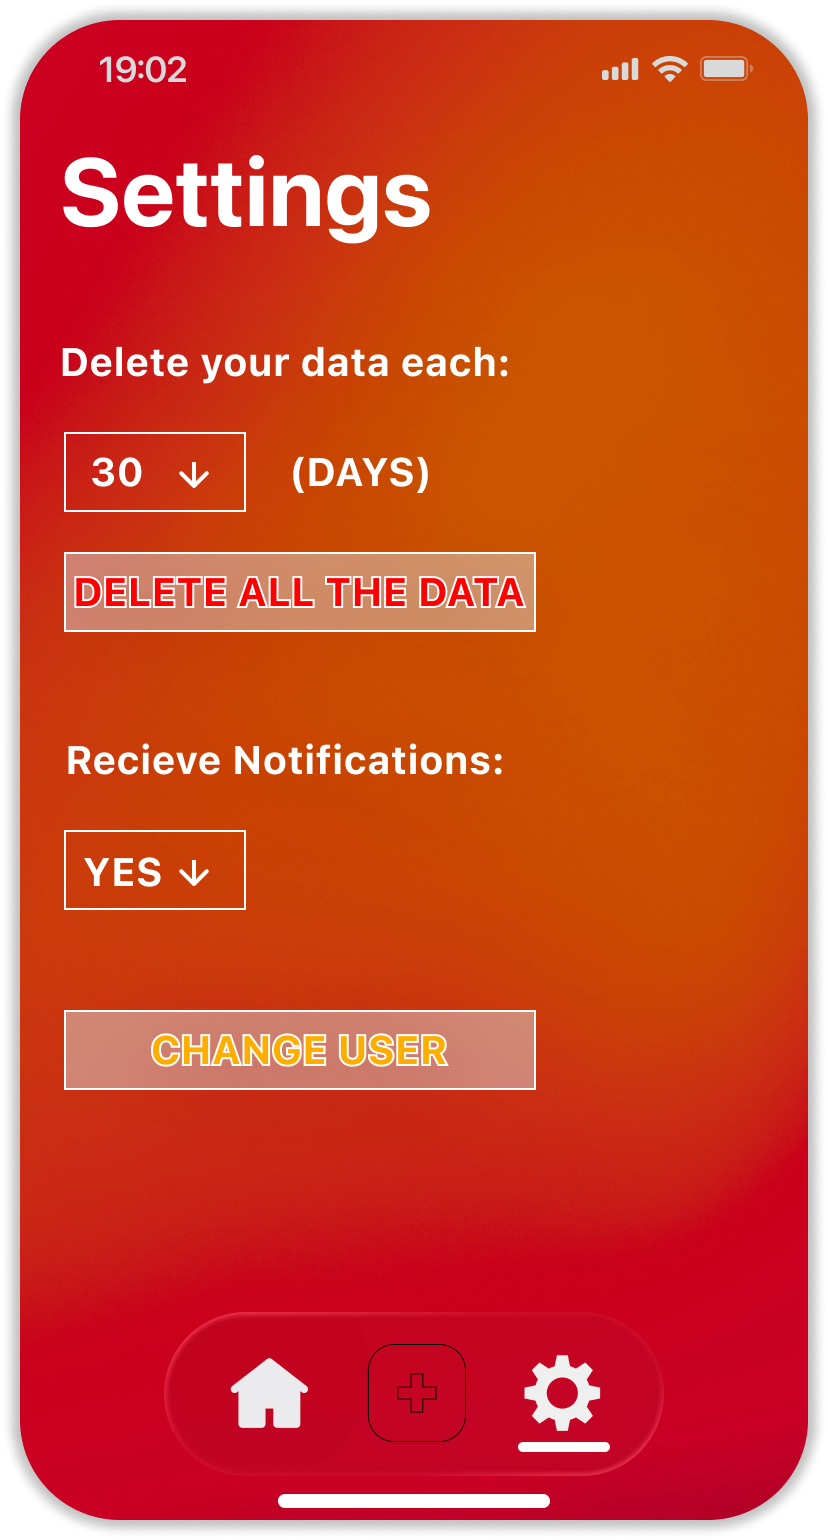 19:02
Settings
Delete your data each:
30 (DAYS)
DELETE ALL THE DATA
Recieve Notifications:
YES
CHANGE USER